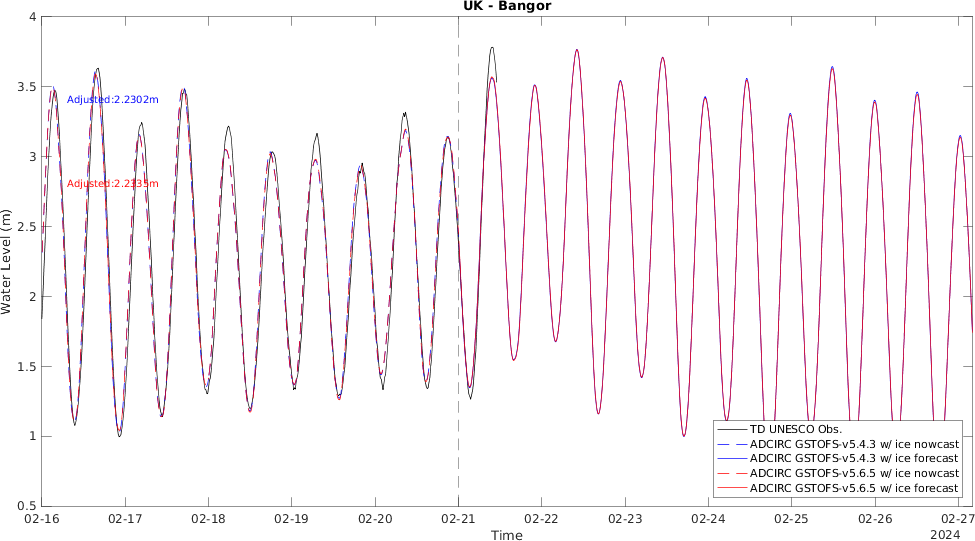 UK - Bangor
4
3.5
3
2.5
2
1.5
1
0.5
Water Level (m)
Adjusted:2.2302m
Adjusted:2.2335m
TD UNESCO Obs.
ADCIRC GSTOFS-v5.4.3 w/ ice nowcast
ADCIRC GSTOFS-v5.4.3 w/ ice forecast
ADCIRC GSTOFS-v5.6.5 w/ ice nowcast
ADCIRC GSTOFS-v5.6.5 w/ ice forecast
02-16 02-17 02-18 02-19 02-20 02-21 02-22 02-23 02-24 02-25 02-26 02-27
Time
2024